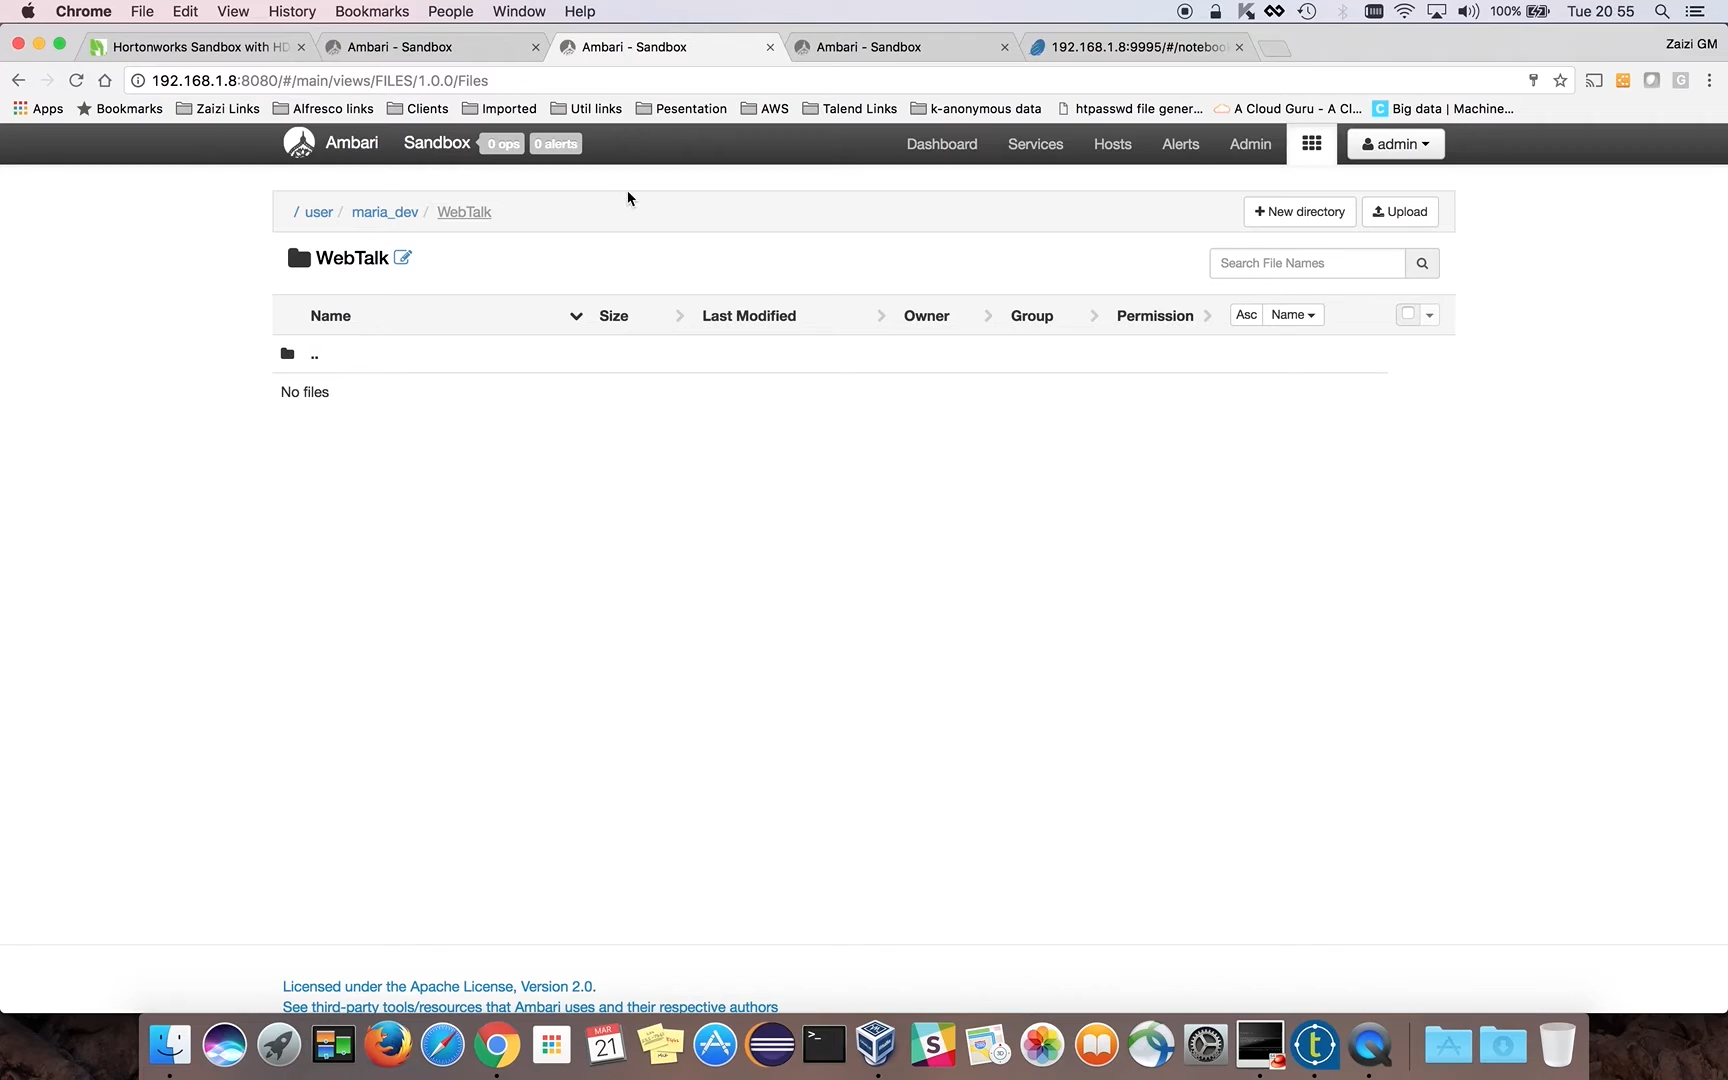 Chrome File Edit View History Bookmarks People Window Help 100% Tue 20 55
Hortonworks Sandbox with HD Ambari - Sandbox Ambari - Sandbox Ambari - Sandbox 192.168.1.8:9995/#/noteboo Zaizi GM
192.168.1.8:8080/#/main/views/FILES/1.0.0/Files
Apps Bookmarks Zaizi Links Alfresco links Clients Imported Util links Pesentation AWS Talend Links k-anonymous data htpasswd file gener... A Cloud Guru - A Cl... Big data | Machine...
Ambari Sandbox 0 ops 0 alerts Dashboard Services Hosts Alerts Admin admin
/ user / maria_dev / WebTalk + New directory Upload
WebTalk Search File Names
Name Size Last Modified Owner Group Permission Asc Name
..
No files
Licensed under the Apache License, Version 2.0.
See third-party tools/resources that Ambari uses and their respective authors
MAR
21